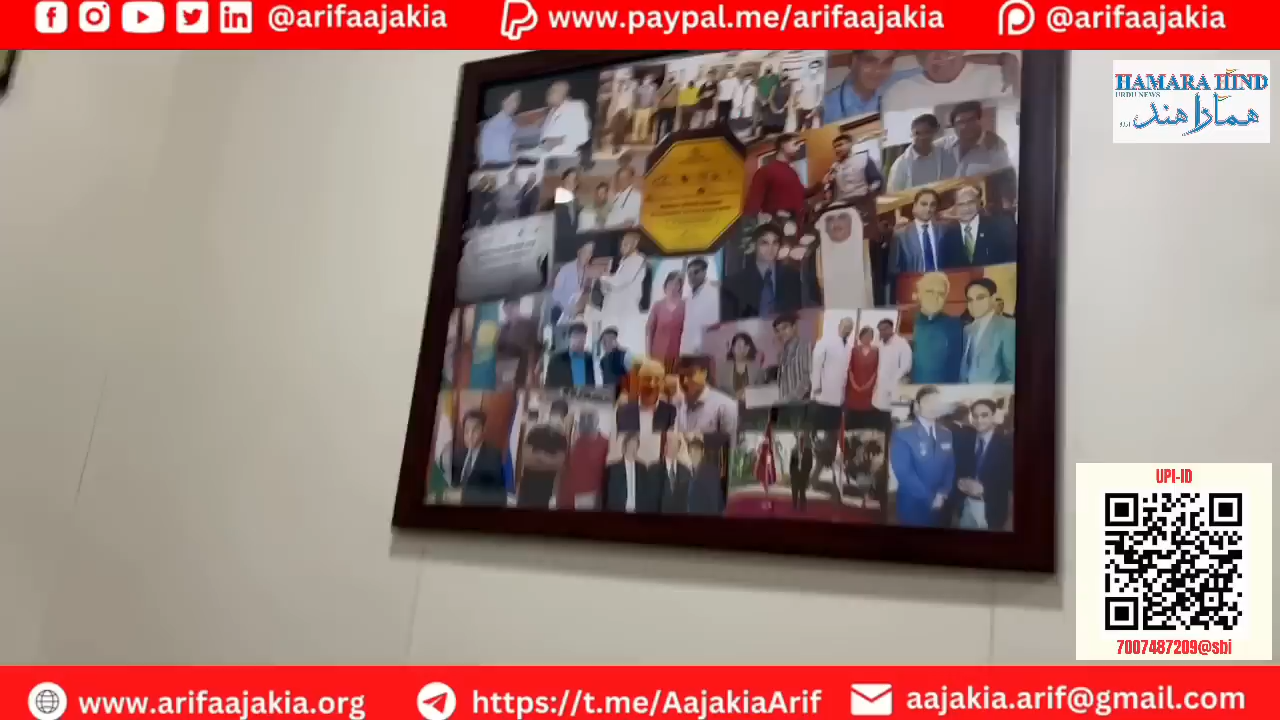 @arifaajakia
www.paypal.me/arifaajakia
@arifaajakia
HAMARA HIND
URDU NEWS
ہمارا ہند
اردو
UPI-ID
7007487209@sbi
www.arifaajakia.org
https://t.me/AajakiaArif
aajakia.arif@gmail.com